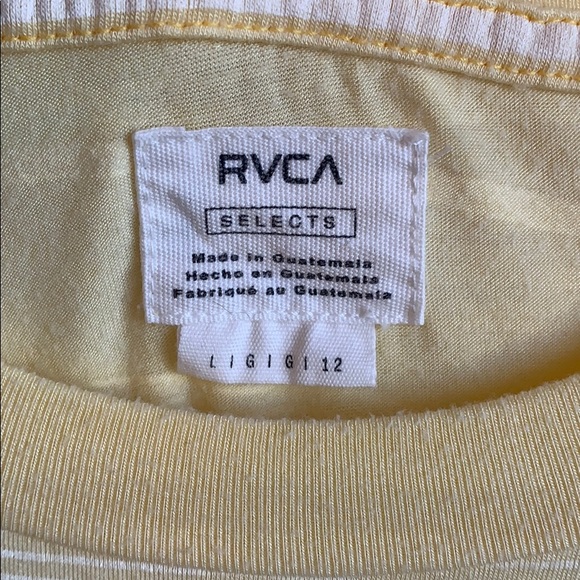 RVCA
SELECTS
Made in Guatemala
Hecho en Guatemala
Fabriqué au Guatemala
L | G | G | 12